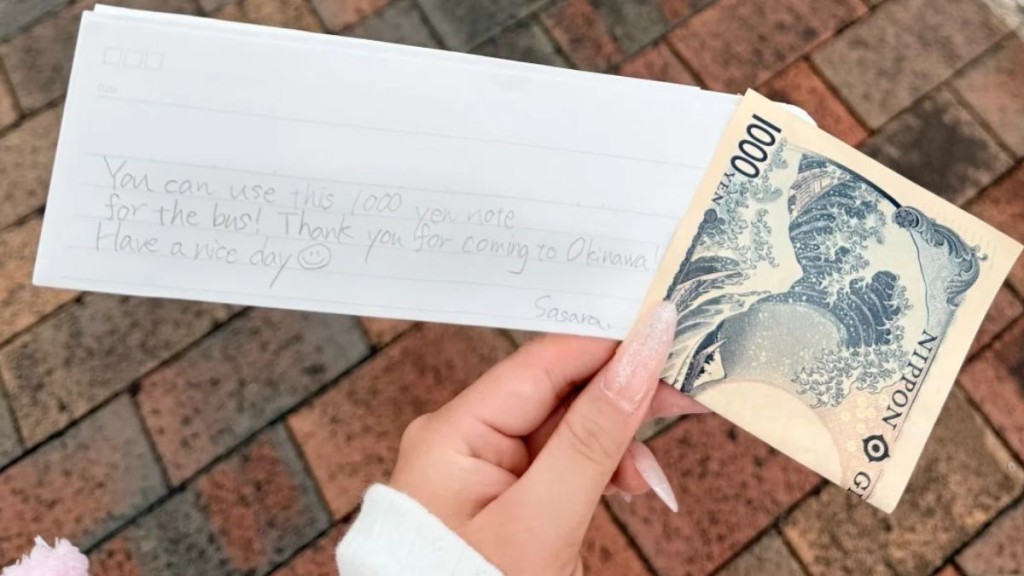 Date
You can use this 1000 yen note
for the bus! Thank you for coming to Okinawa!
Have a nice day☺
Sasara.
1000
YEN
NIPPON
G